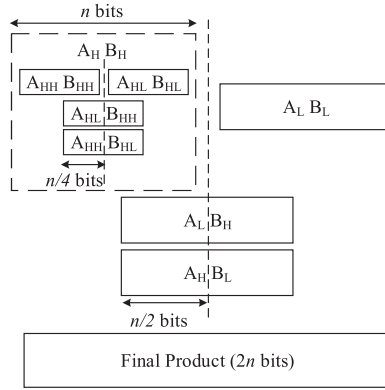 n bits
A_H B_H
A_HH B_HH A_HL B_HL
A_L B_L
A_HL B_HH
A_HH B_HL
n/4 bits
A_L B_H
A_H B_L
n/2 bits
Final Product (2n bits)